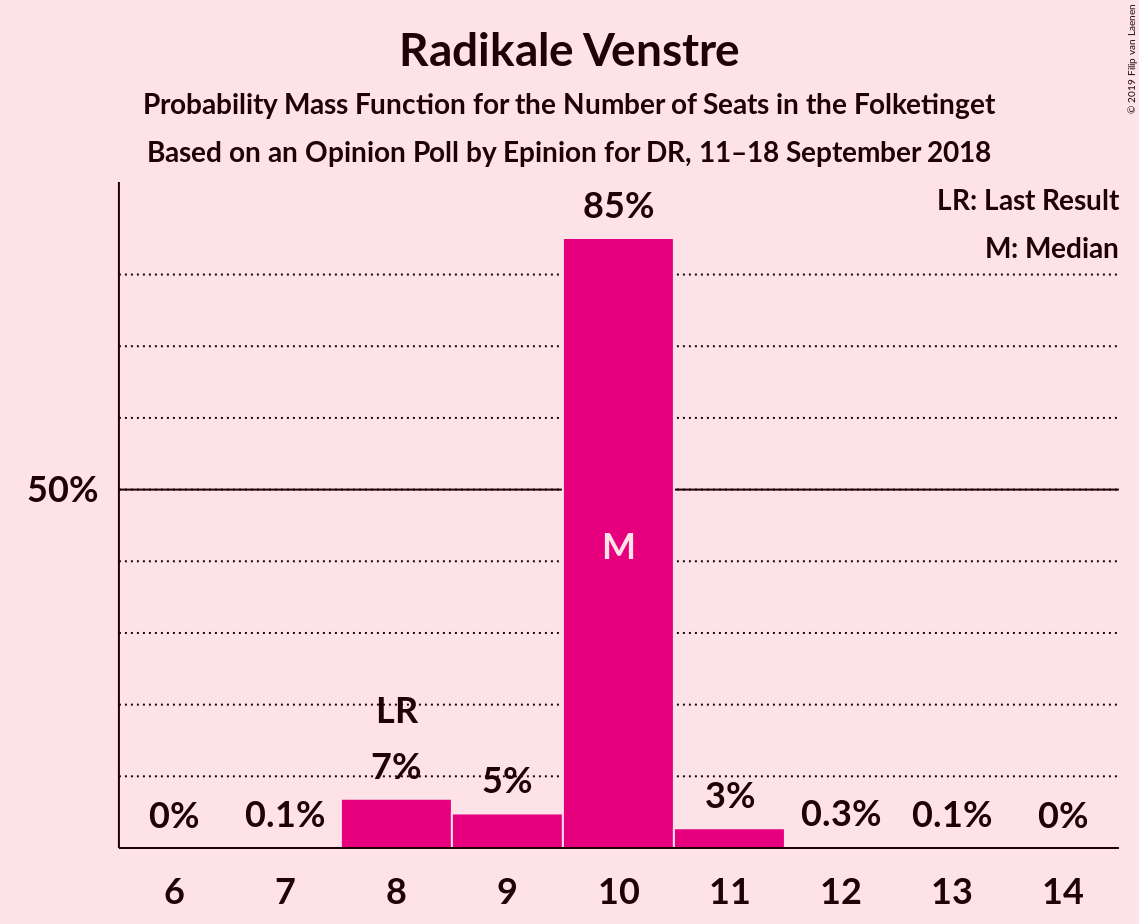 Radikale Venstre
Probability Mass Function for the Number of Seats in the Folketinget
Based on an Opinion Poll by Epinion for DR, 11–18 September 2018
© 2019 Filip van Laenen
LR: Last Result
M: Median
85%
50%
M
LR
7%
5%
3%
0%
0.1%
0.3%
0.1%
0%
6 7 8 9 10 11 12 13 14